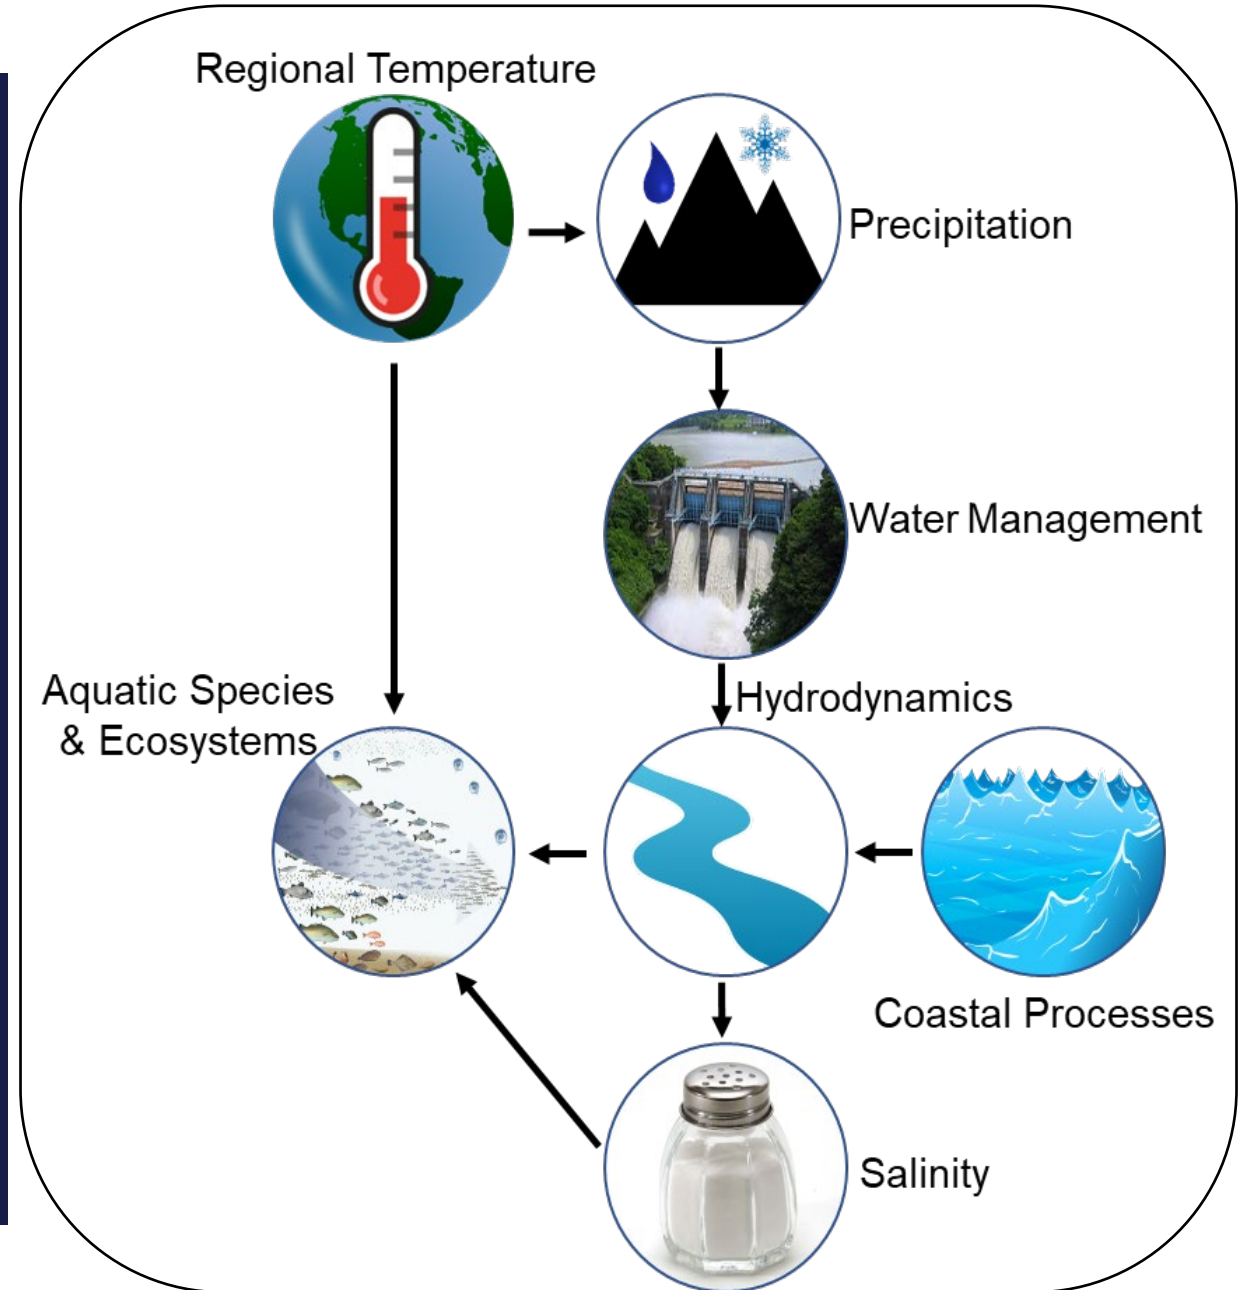 Regional Temperature
Precipitation
Water Management
Aquatic Species
& Ecosystems
Hydrodynamics
Coastal Processes
Salinity